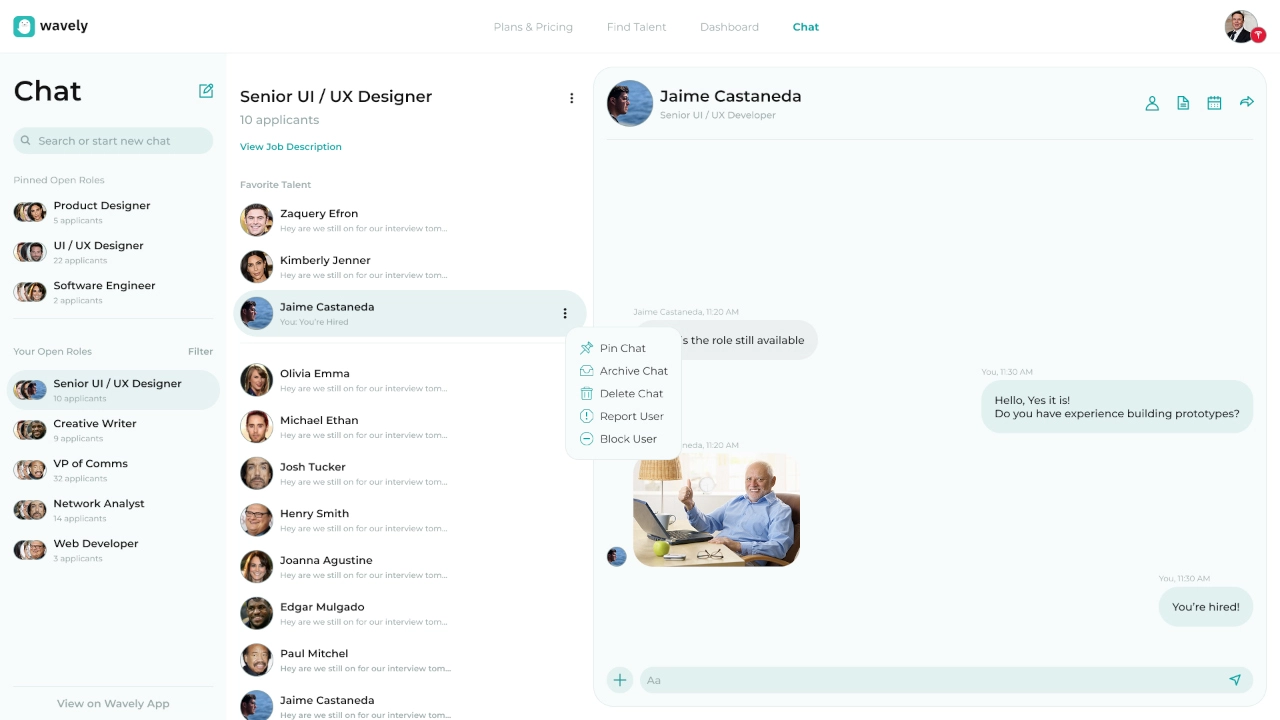 wavely
Plans & Pricing
Find Talent
Dashboard
Chat
Chat
Search or start new chat
Pinned Open Roles
Product Designer
5 applicants
UI / UX Designer
22 applicants
Software Engineer
2 applicants
Your Open Roles
Filter
Senior UI / UX Designer
10 applicants
Creative Writer
9 applicants
VP of Comms
32 applicants
Network Analyst
14 applicants
Web Developer
3 applicants
View on Wavely App
Senior UI / UX Designer
10 applicants
View Job Description
Favorite Talent
Zaquery Efron
Hey are we still on for our interview tom...
Kimberly Jenner
Hey are we still on for our interview tom...
Jaime Castaneda
You: You're Hired
Olivia Emma
Hey are we still on for our interview tom...
Michael Ethan
Hey are we still on for our interview tom...
Josh Tucker
Hey are we still on for our interview tom...
Henry Smith
Hey are we still on for our interview tom...
Joanna Agustine
Hey are we still on for our interview tom...
Edgar Mulgado
Hey are we still on for our interview tom...
Paul Mitchel
Hey are we still on for our interview tom...
Jaime Castaneda
Hey are we still on for our interview tom...
Pin Chat
Archive Chat
Delete Chat
Report User
Block User
Jaime Castaneda
Senior UI / UX Developer
Jaime Castaneda, 11:20 AM
the role still available
You, 11:30 AM
Hello, Yes it is!
Do you have experience building prototypes?
11:20 AM
You, 11:30 AM
You're hired!
Aa